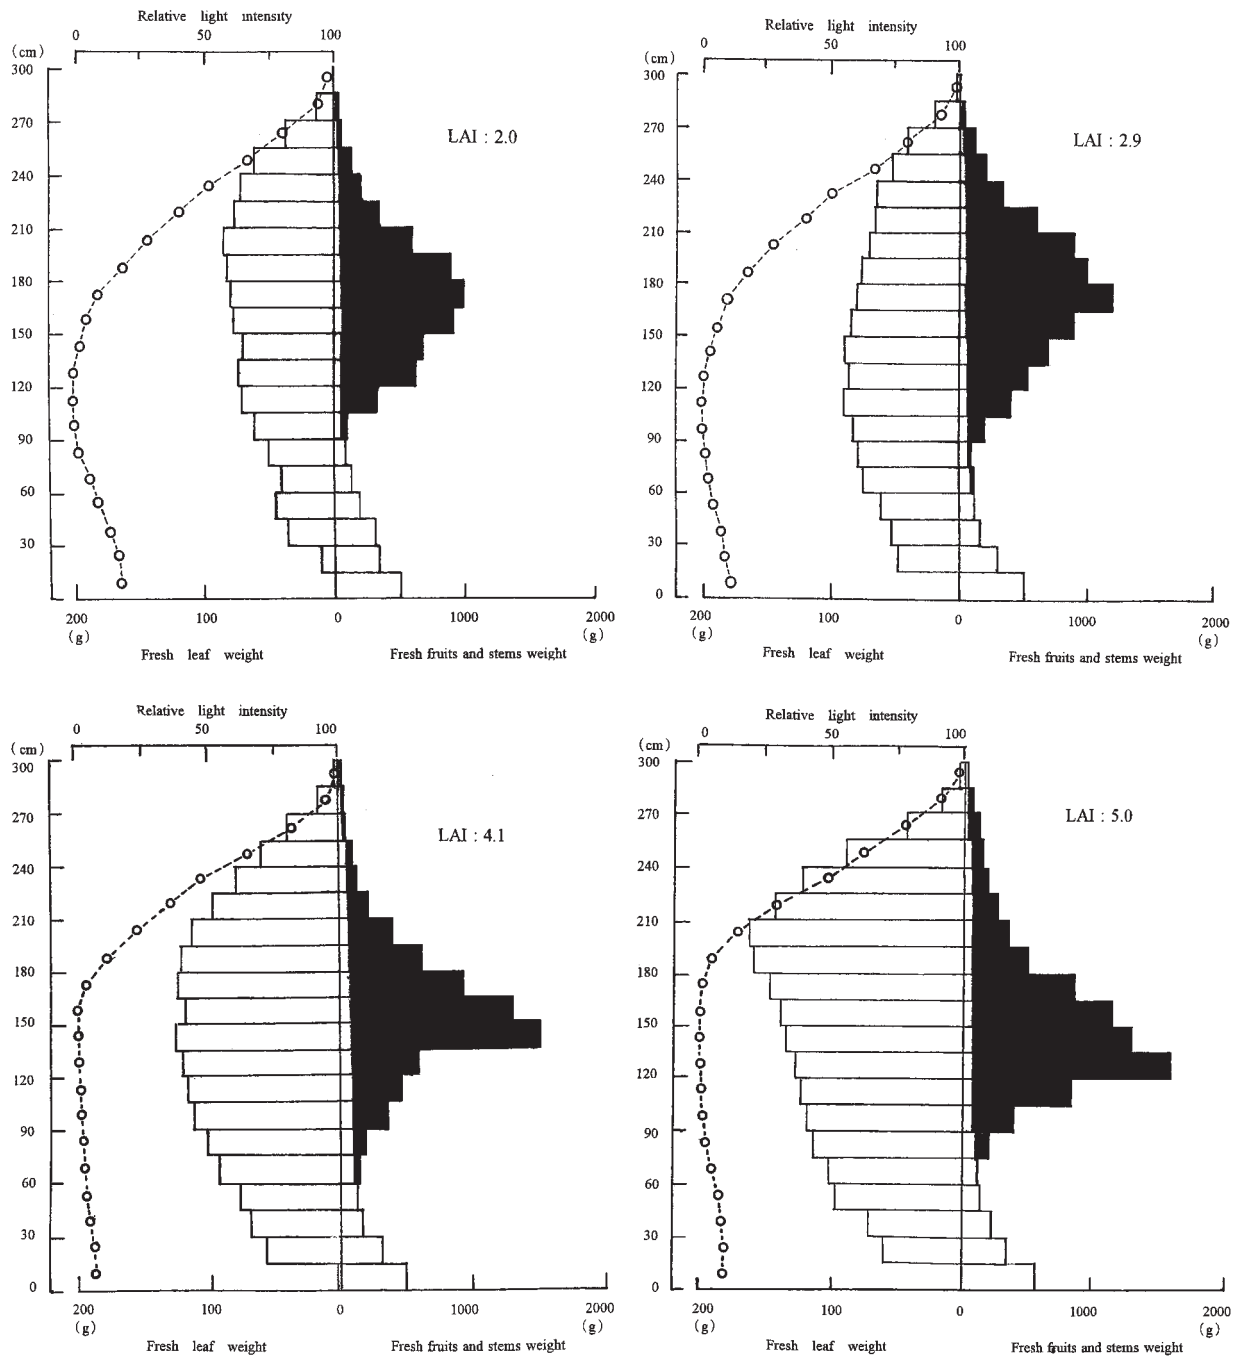 Relative light intensity
0 50 100
(cm)
300
270
240
210
180
150
120
90
60
30
LAI : 2.0
200 100 0 1000 2000
(g) (g)
Fresh leaf weight Fresh fruits and stems weight
Relative light intensity
0 50 100
(cm)
300
270
240
210
180
150
120
90
60
30
0
LAI : 2.9
200 100 0 1000 2000
(g) (g)
Fresh leaf weight Fresh fruits and stems weight
Relative light intensity
0 50 100
(cm)
300
270
240
210
180
150
120
90
60
30
0
LAI : 4.1
200 100 0 1000 2000
(g) (g)
Fresh leaf weight Fresh fruits and stems weight
Relative light intensity
0 50 100
(cm)
300
270
240
210
180
150
120
90
60
30
0
LAI : 5.0
200 100 0 1000 2000
(g) (g)
Fresh leaf weight Fresh fruits and stems weight